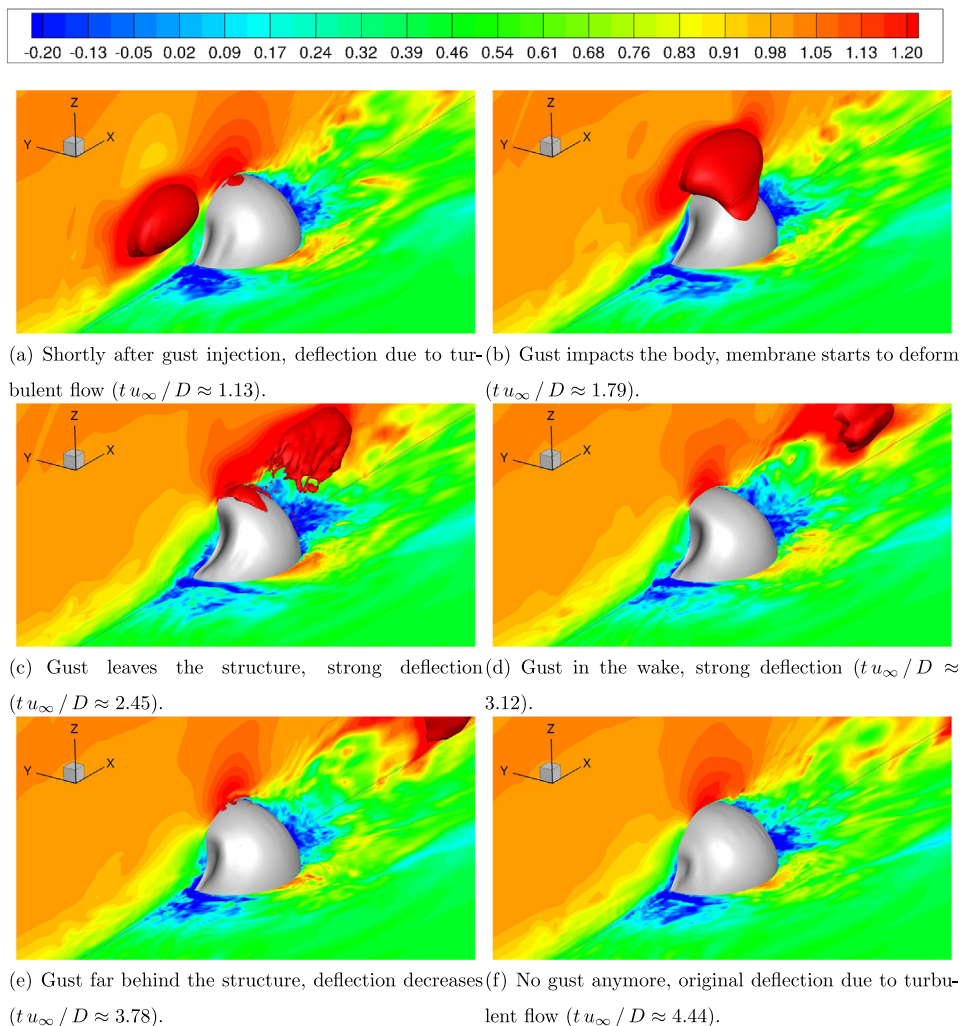 -0.20 -0.13 -0.05 0.02 0.09 0.17 0.24 0.32 0.39 0.46 0.54 0.61 0.68 0.76 0.83 0.91 0.98 1.05 1.13 1.20
Z
Y X
Z
Y X
(a) Shortly after gust injection, deflection due to tur-
bulent flow (t u∞ / D ≈ 1.13).
(b) Gust impacts the body, membrane starts to deform
(t u∞ / D ≈ 1.79).
Z
Y X
Z
Y X
(c) Gust leaves the structure, strong deflection
(t u∞ / D ≈ 2.45).
(d) Gust in the wake, strong deflection (t u∞ / D ≈
3.12).
Z
Y X
Z
Y X
(e) Gust far behind the structure, deflection decreases
(t u∞ / D ≈ 3.78).
(f) No gust anymore, original deflection due to turbu-
lent flow (t u∞ / D ≈ 4.44).